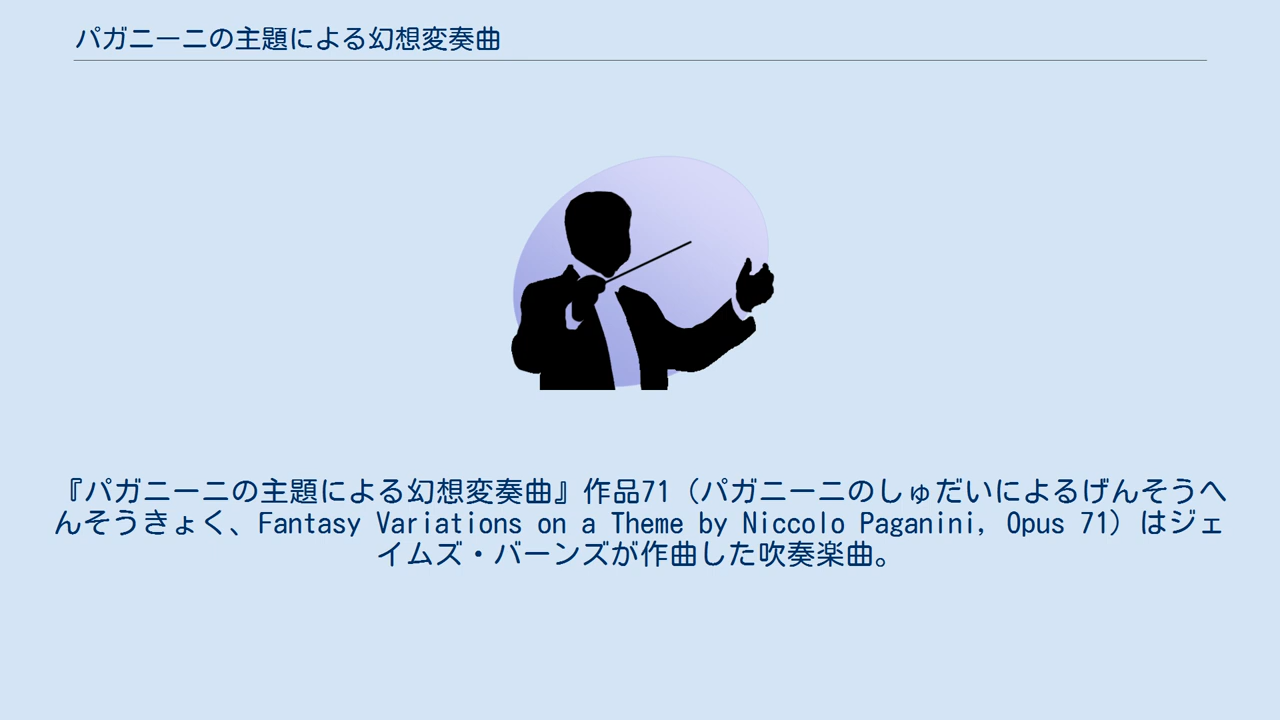 パガニーニの主題による幻想変奏曲
『パガニーニの主題による幻想変奏曲』作品71（パガニーニのしゅだいによるげんそうへ
んそうきょく、Fantasy Variations on a Theme by Niccolo Paganini, Opus 71）はジェ
イムズ・バーンズが作曲した吹奏楽曲。